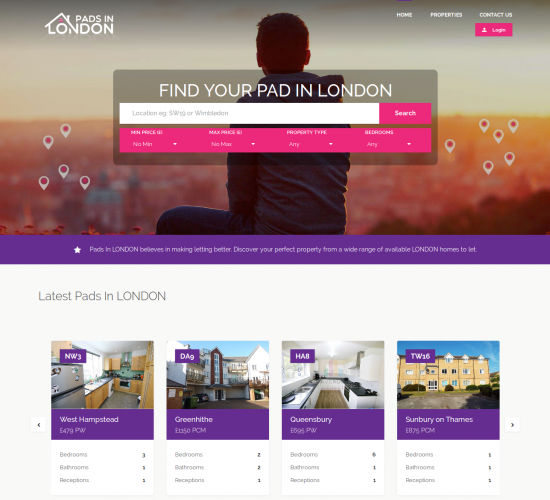 PADS IN
LONDON
HOME PROPERTIES CONTACT US
Login
FIND YOUR PAD IN LONDON
Location eg. SW19 or Wimbledon Search
MIN PRICE (£) MAX PRICE (£) PROPERTY TYPE BEDROOMS
No Min No Max Any Any
Pads In LONDON believes in making letting better. Discover your perfect property from a wide range of available LONDON homes to let.
Latest Pads In LONDON
NW3 DA9 HA8 TW16
West Hampstead Greenhithe Queensbury Sunbury on Thames
£479 PW £1150 PCM £695 PW £875 PCM
Bedrooms 3 Bedrooms 2 Bedrooms 6 Bedrooms 1
Bathrooms 1 Bathrooms 2 Bathrooms 1 Bathrooms 1
Receptions 1 Receptions 1 Receptions 1 Receptions 1